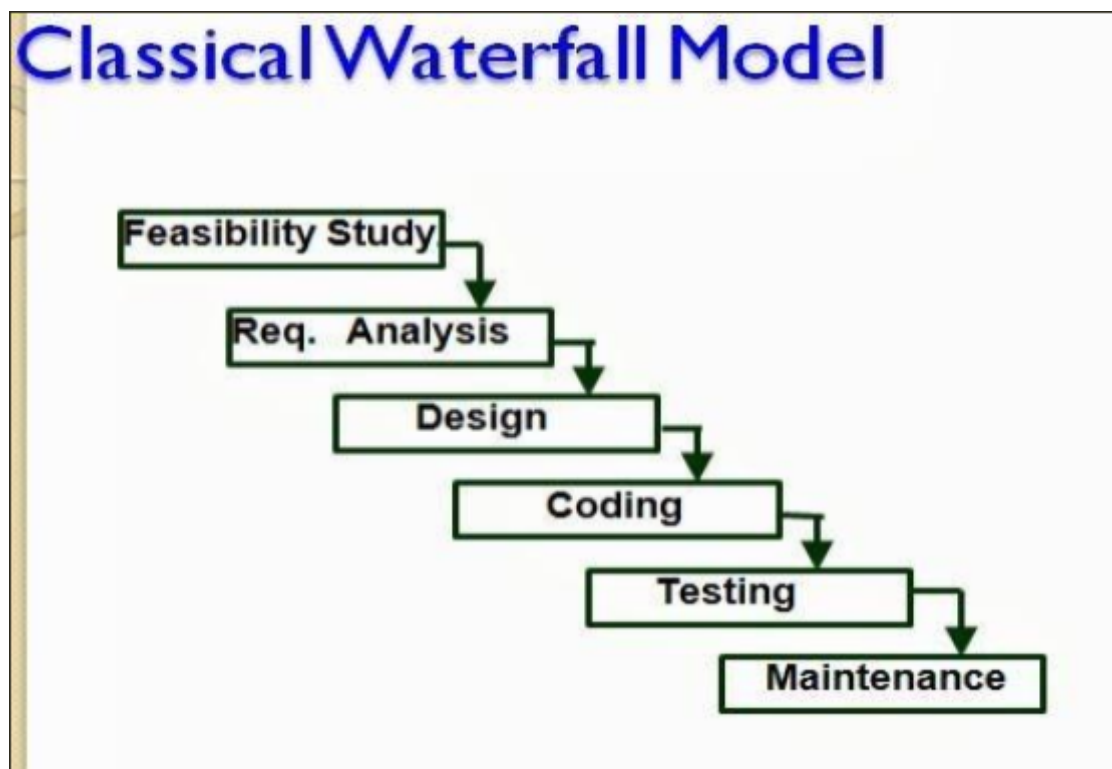 Classical Waterfall Model
Feasibility Study
Req. Analysis
Design
Coding
Testing
Maintenance